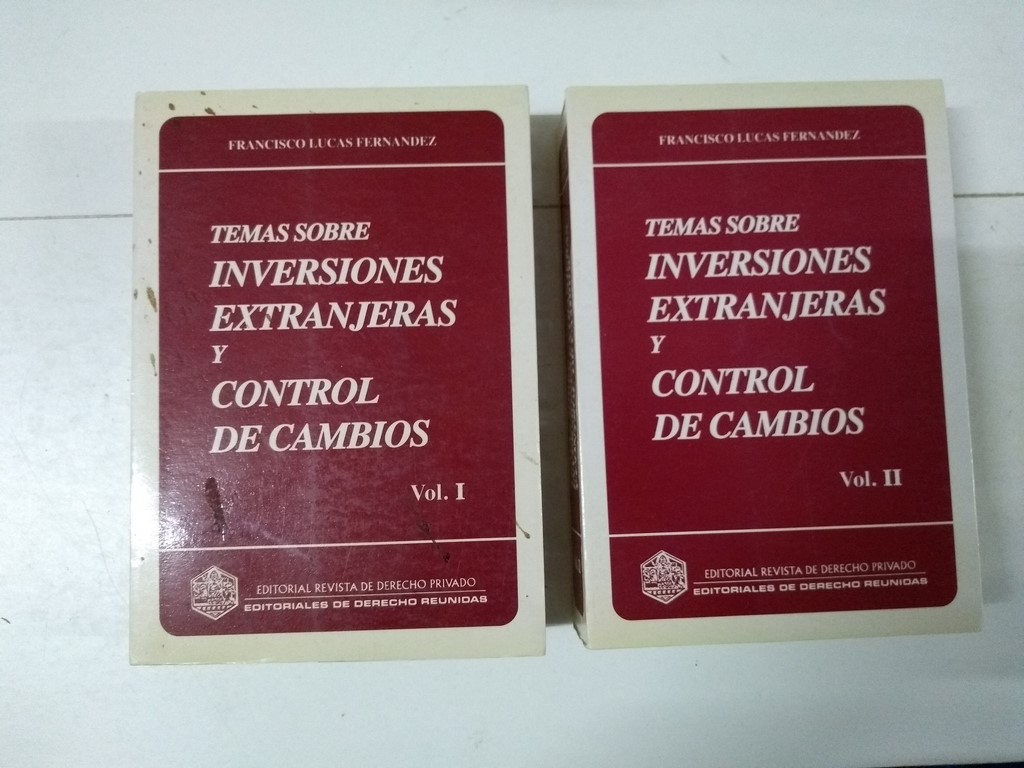 FRANCISCO LUCAS FERNANDEZ
TEMAS SOBRE
INVERSIONES
EXTRANJERAS
Y
CONTROL
DE CAMBIOS
Vol. I
EDITORIAL REVISTA DE DERECHO PRIVADO
EDITORIALES DE DERECHO REUNIDAS
FRANCISCO LUCAS FERNANDEZ
TEMAS SOBRE
INVERSIONES
EXTRANJERAS
Y
CONTROL
DE CAMBIOS
Vol. II
EDITORIAL REVISTA DE DERECHO PRIVADO
EDITORIALES DE DERECHO REUNIDAS